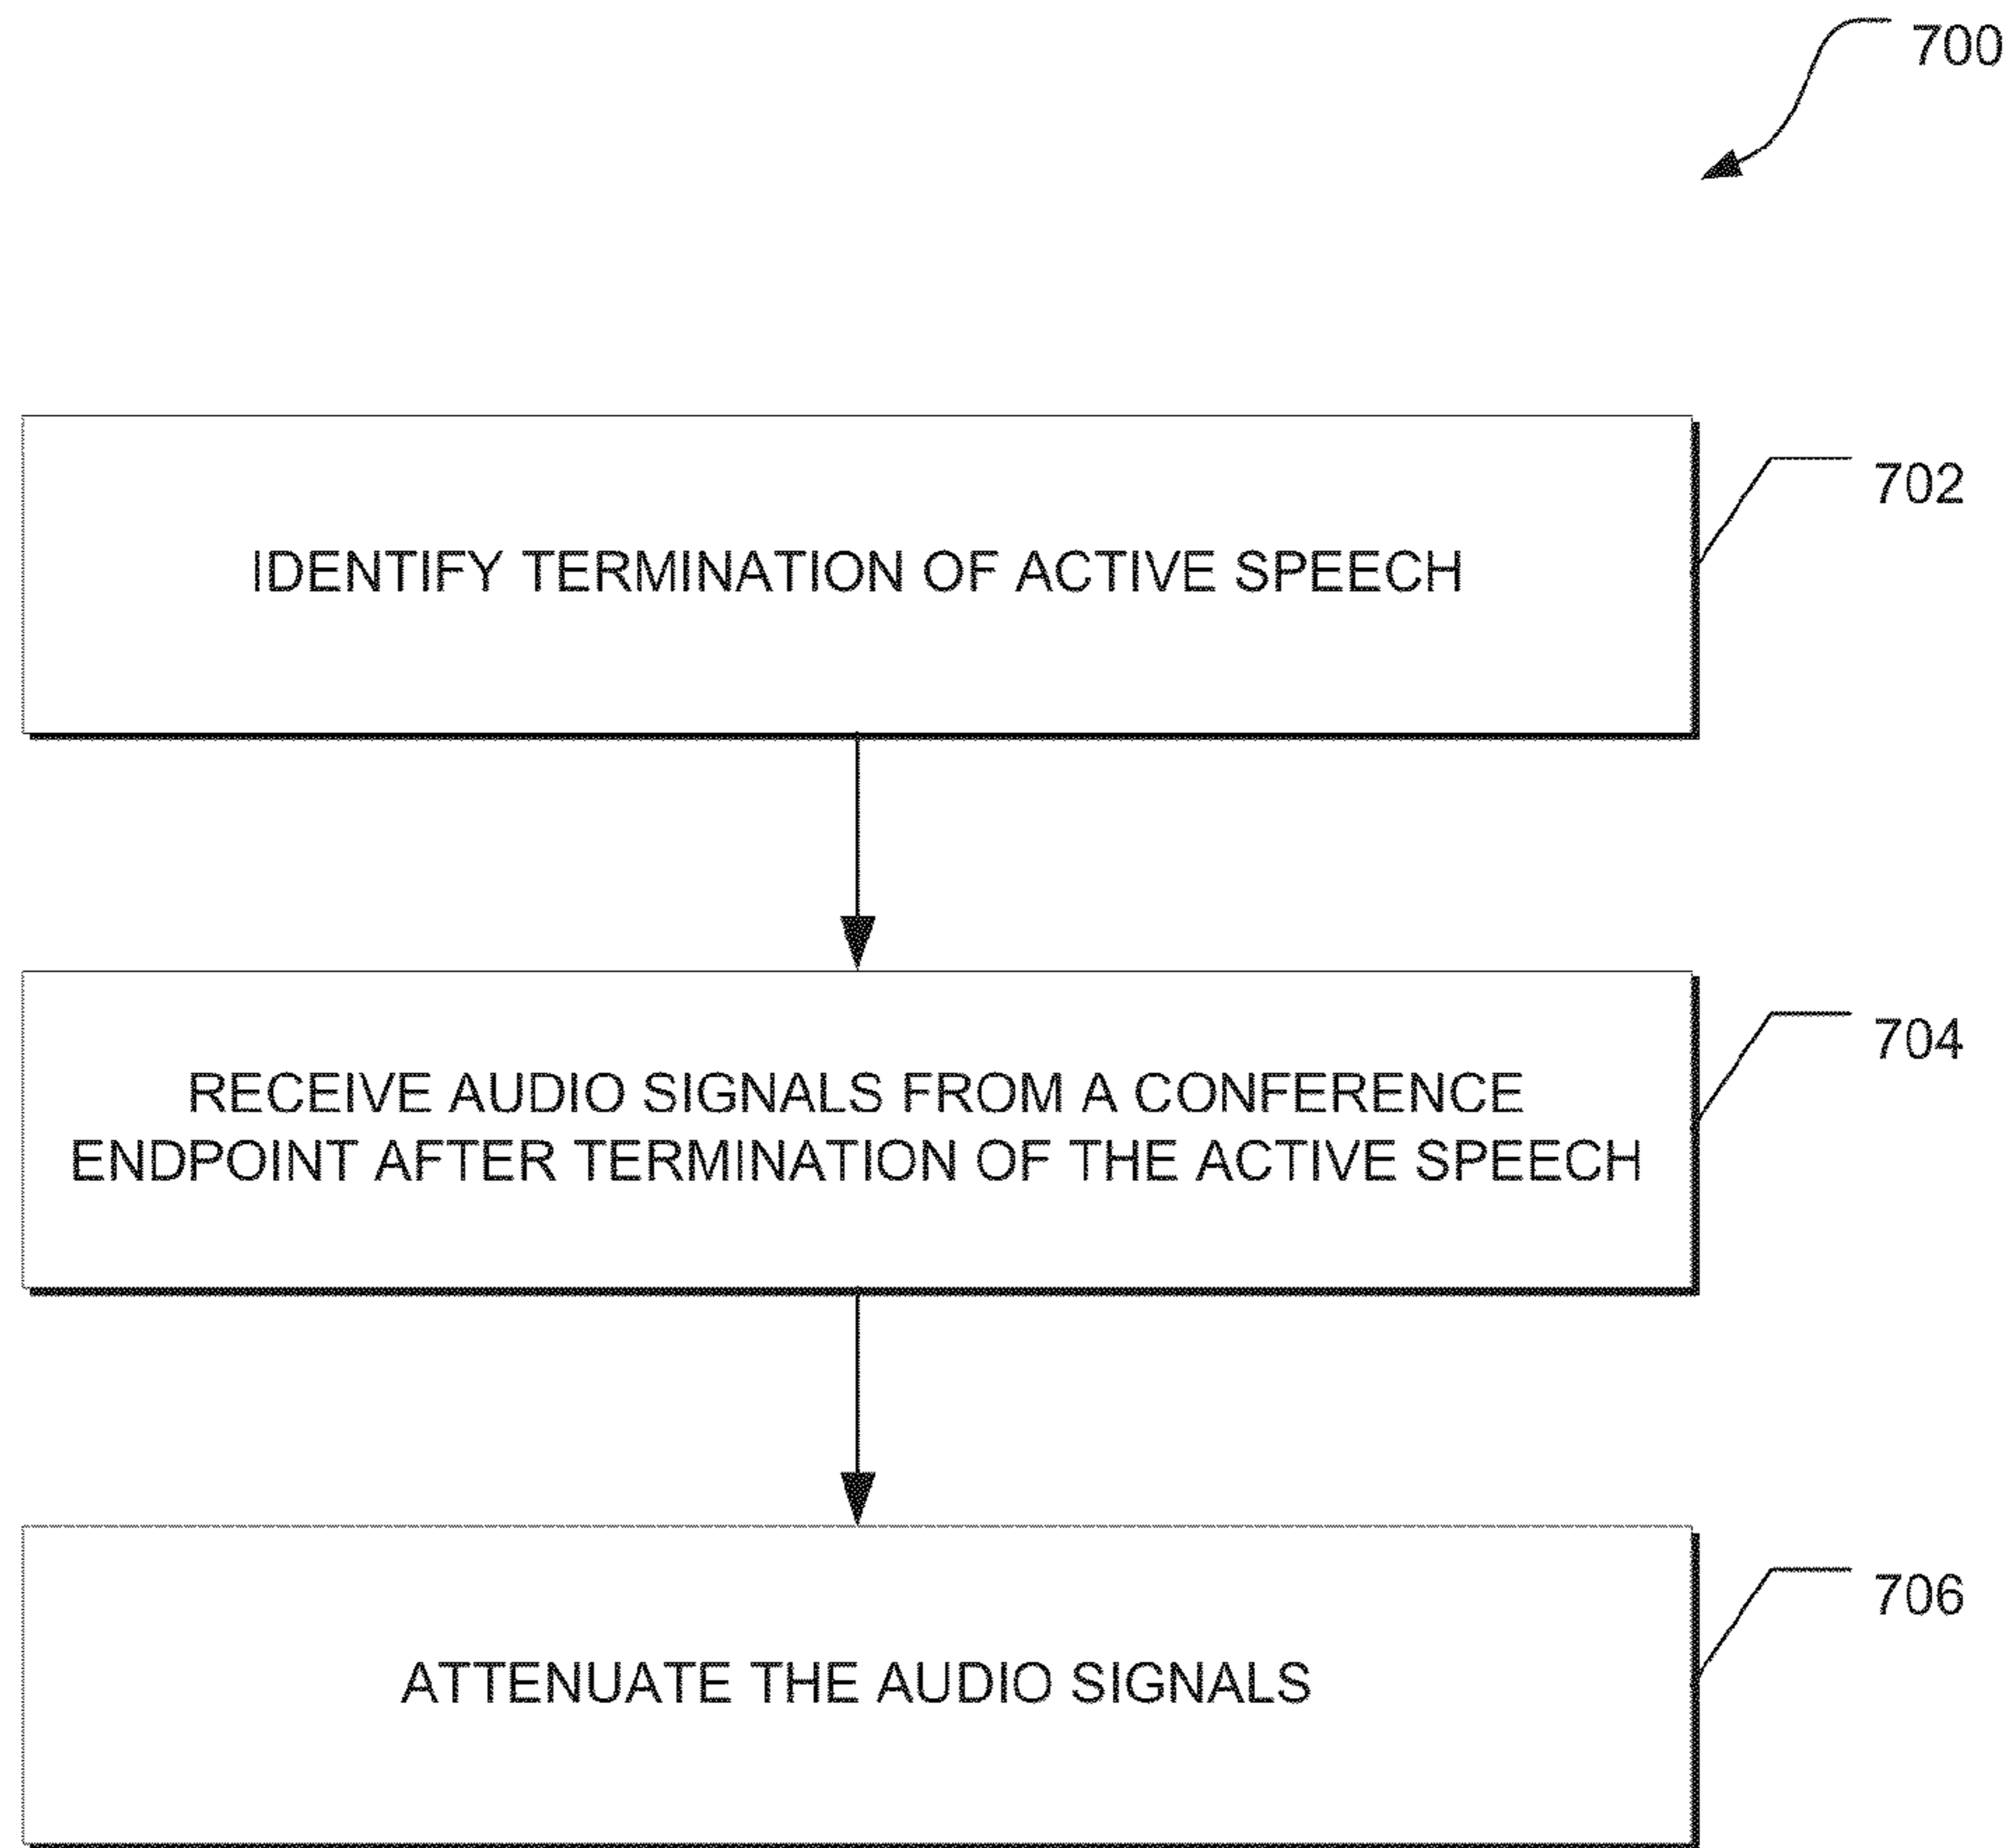 700
IDENTIFY TERMINATION OF ACTIVE SPEECH
702
RECEIVE AUDIO SIGNALS FROM A CONFERENCE
ENDPOINT AFTER TERMINATION OF THE ACTIVE SPEECH
704
ATTENUATE THE AUDIO SIGNALS
706